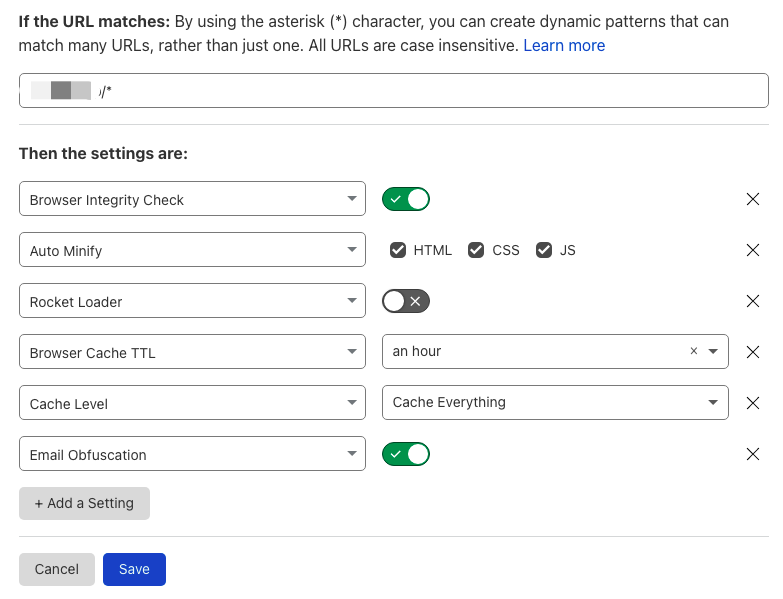 If the URL matches: By using the asterisk (*) character, you can create dynamic patterns that can
match many URLs, rather than just one. All URLs are case insensitive. Learn more
/*
Then the settings are:
Browser Integrity Check
Auto Minify HTML CSS JS
Rocket Loader
Browser Cache TTL an hour
Cache Level Cache Everything
Email Obfuscation
+ Add a Setting
Cancel Save